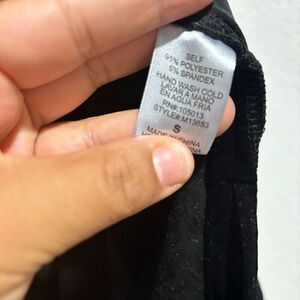 SELF
95% POLYESTER
5% SPANDEX
HAND WASH COLD
LAVAR A MANO
EN AGUA FRIA
RN#:105013
STYLE#:M13653
S
MADE IN CHINA